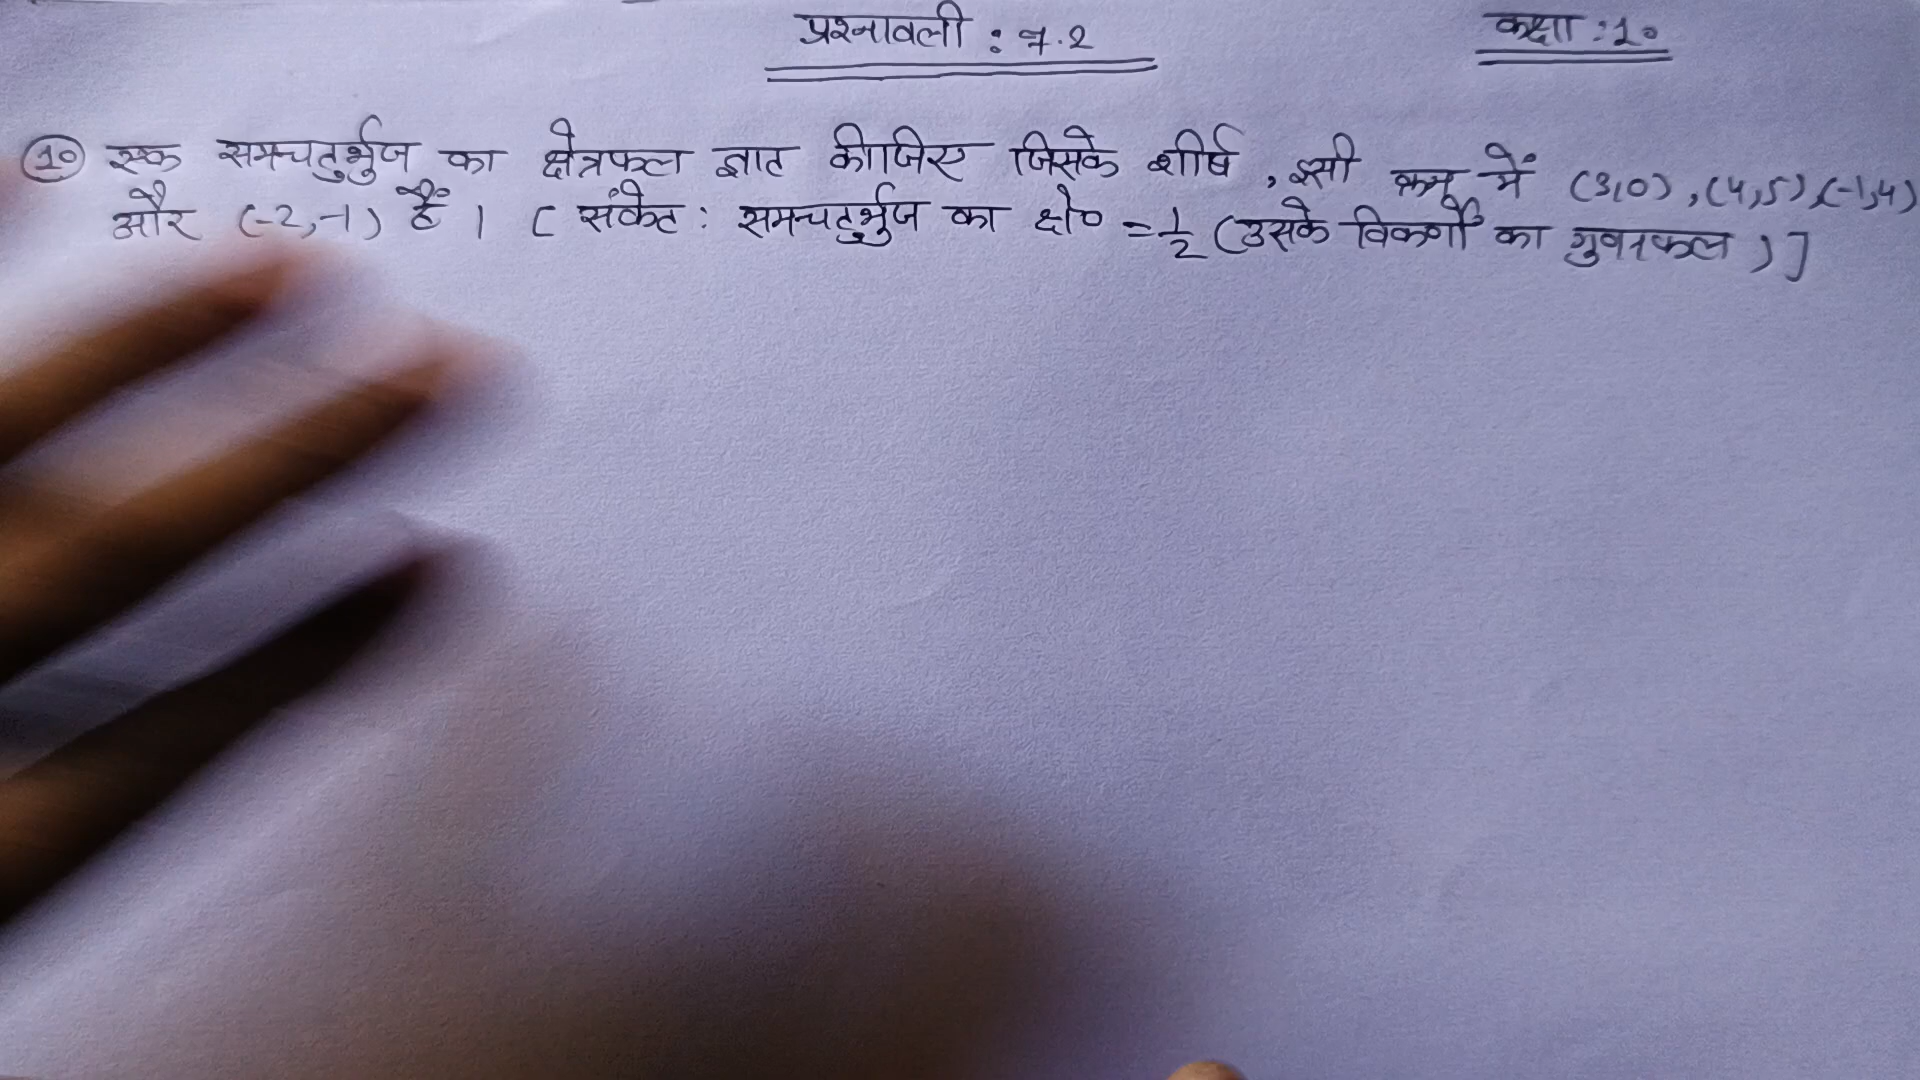 प्रश्नावली : 7.2
कक्षा : 10
(10) एक समचतुर्भुज का क्षेत्रफल ज्ञात कीजिए जिसके शीर्ष , इसी क्रम में (3,0) , (4,5) , (-1,4)
और (-2,-1) हैं । [ संकेत : समचतुर्भुज का क्षे० = 1/2 (उसके विकर्णों का गुणनफल ) ]